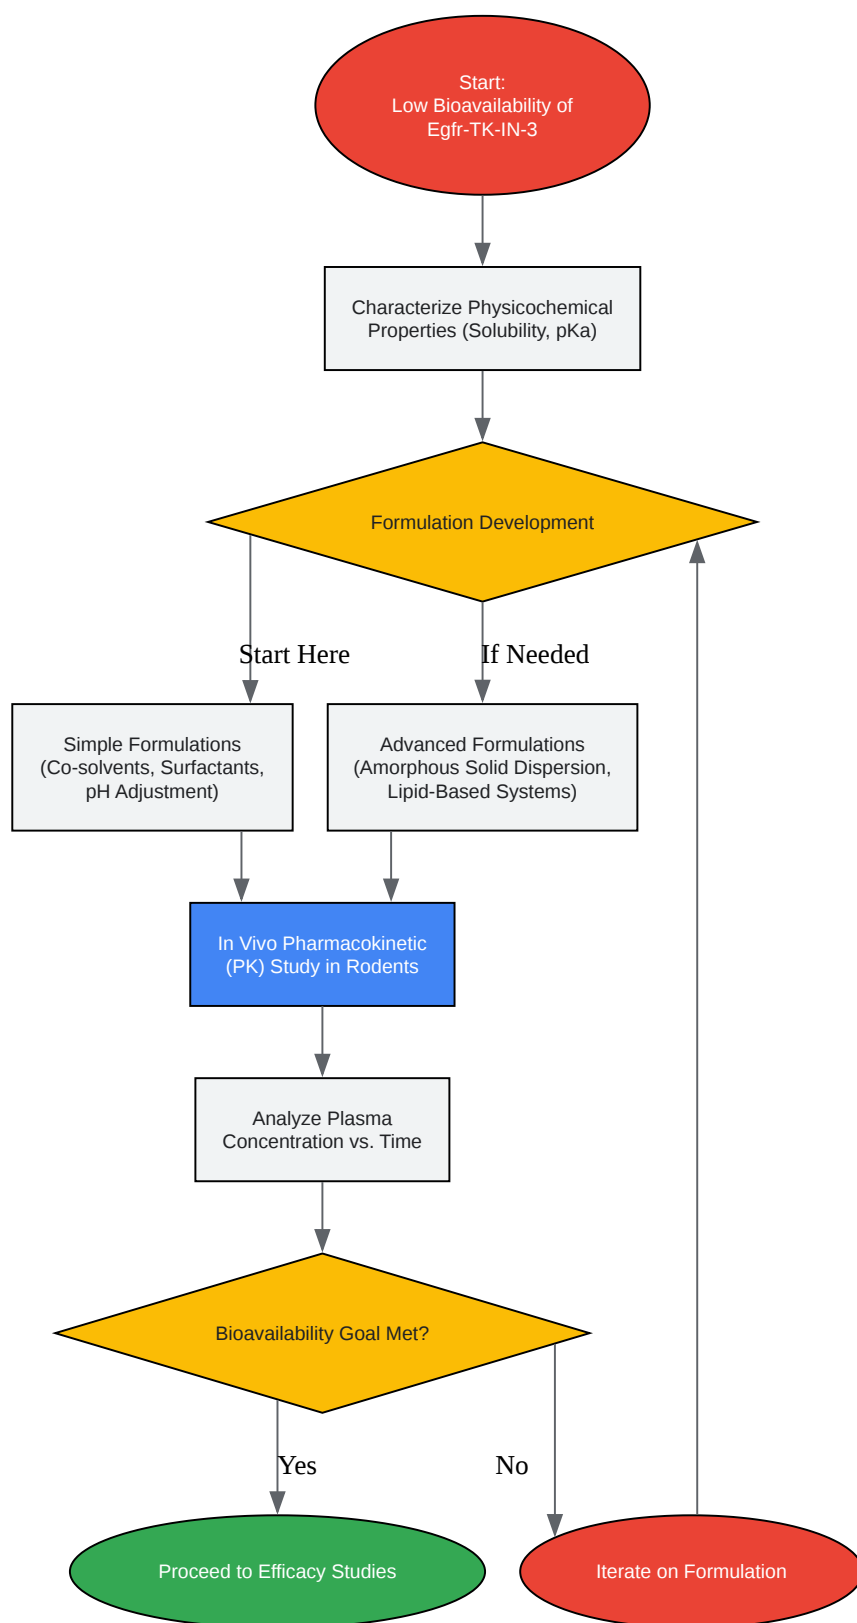 Start:
Low Bioavailability of
Egfr-TK-IN-3
Characterize Physicochemical
Properties (Solubility, pKa)
Formulation Development
Start Here
If Needed
Simple Formulations
(Co-solvents, Surfactants,
pH Adjustment)
Advanced Formulations
(Amorphous Solid Dispersion,
Lipid-Based Systems)
In Vivo Pharmacokinetic
(PK) Study in Rodents
Analyze Plasma
Concentration vs. Time
Bioavailability Goal Met?
Yes
No
Proceed to Efficacy Studies
Iterate on Formulation